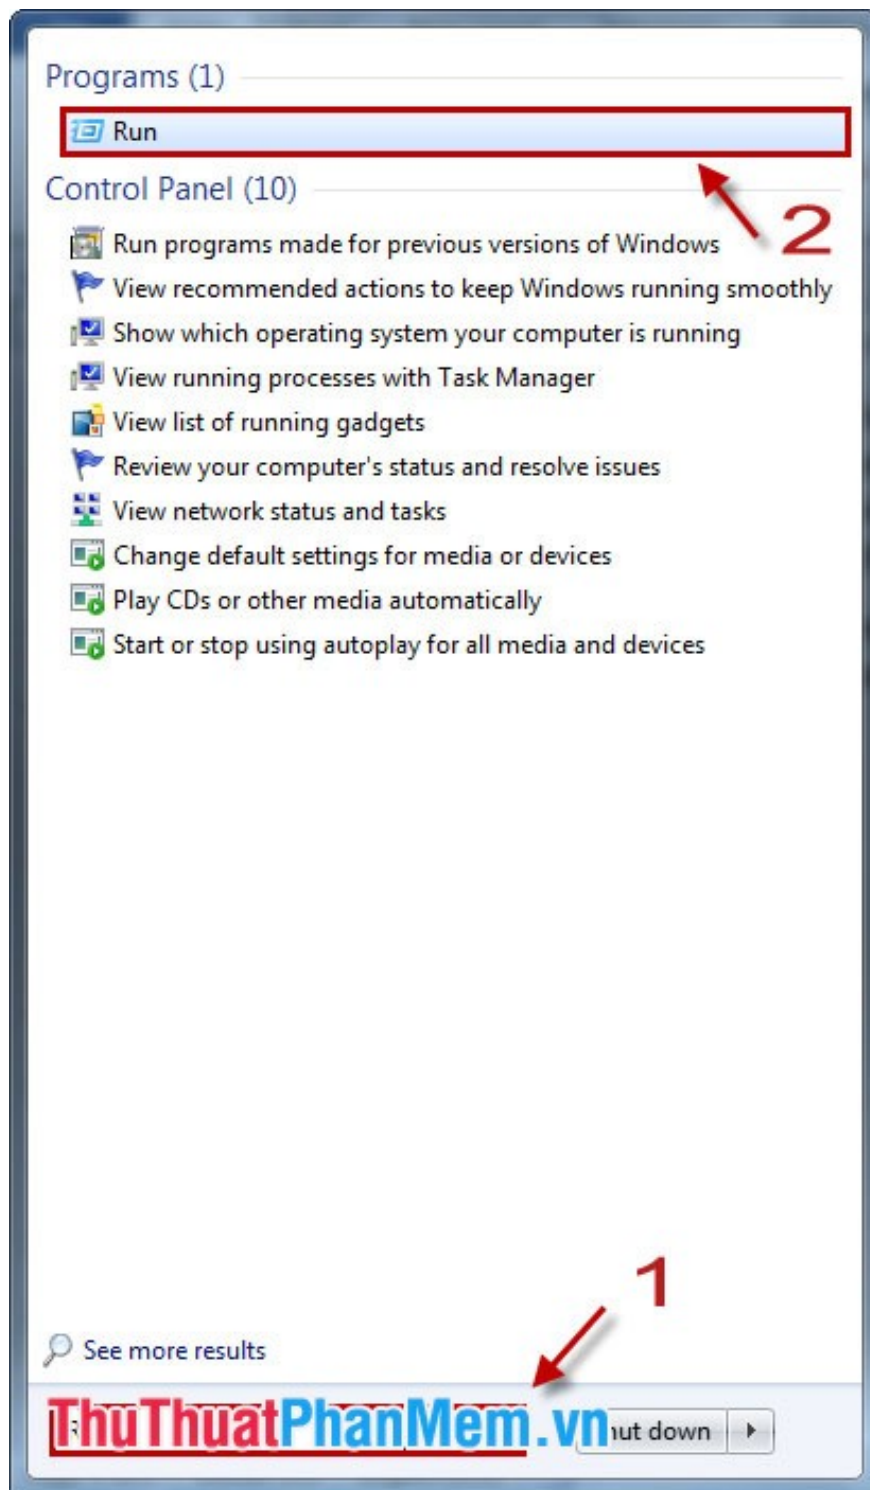 Programs (1)
Run
2
Control Panel (10)
Run programs made for previous versions of Windows
View recommended actions to keep Windows running smoothly
Show which operating system your computer is running
View running processes with Task Manager
View list of running gadgets
Review your computer's status and resolve issues
View network status and tasks
Change default settings for media or devices
Play CDs or other media automatically
Start or stop using autoplay for all media and devices
1
See more results
ThuThuatPhanMem.vn
down